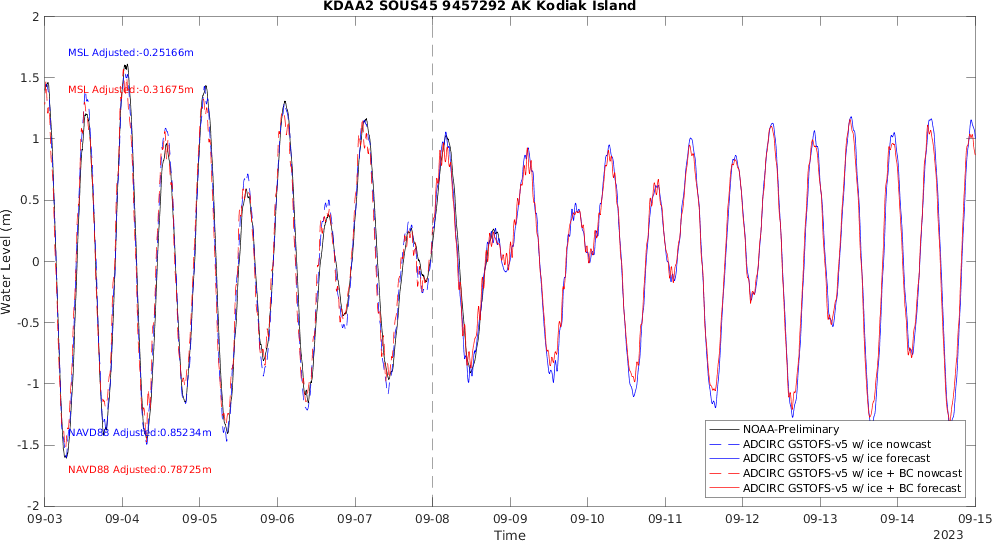 KDAA2 SOUS45 9457292 AK Kodiak Island
2
MSL Adjusted:-0.25166m
1.5
MSL Adjusted:-0.31675m
1
0.5
0
-0.5
-1
NAVD88 Adjusted:0.85234m
-1.5
NAVD88 Adjusted:0.78725m
-2
Water Level (m)
NOAA-Preliminary
ADCIRC GSTOFS-v5 w/ ice nowcast
ADCIRC GSTOFS-v5 w/ ice forecast
ADCIRC GSTOFS-v5 w/ ice + BC nowcast
ADCIRC GSTOFS-v5 w/ ice + BC forecast
09-03 09-04 09-05 09-06 09-07 09-08 09-09 09-10 09-11 09-12 09-13 09-14 09-15
Time
2023